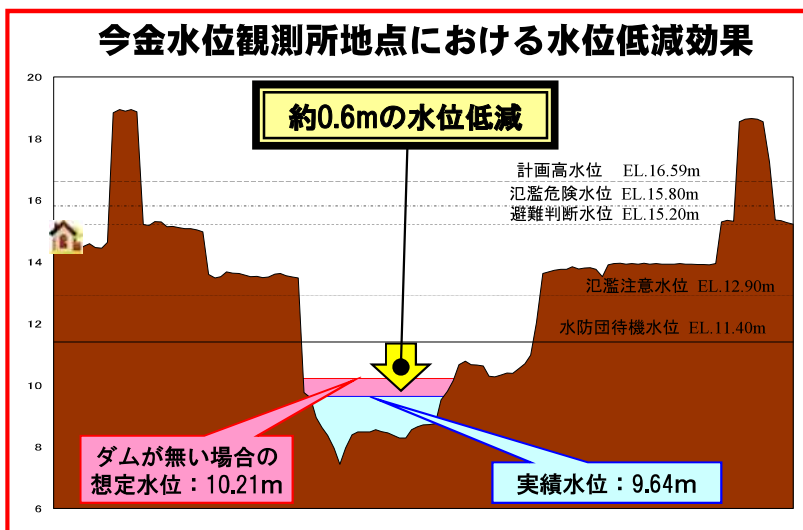 今金水位観測所地点における水位低減効果
20
18
16
14
12
10
8
6
約0.6mの水位低減
計画高水位 EL.16.59m
氾濫危険水位 EL.15.80m
避難判断水位 EL.15.20m
氾濫注意水位 EL.12.90m
水防団待機水位 EL.11.40m
ダムが無い場合の
想定水位：10.21m
実績水位：9.64m